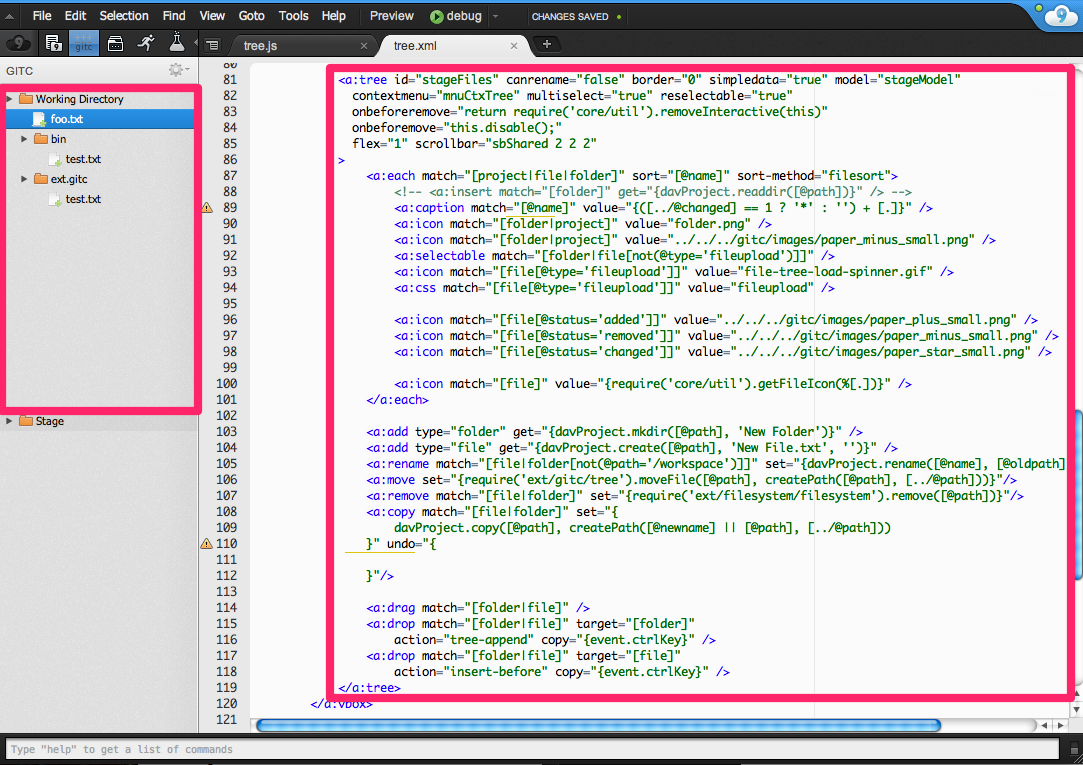 File Edit Selection Find View Goto Tools Help Preview debug CHANGES SAVED
gitc tree.js tree.xml
GITC
Working Directory
foo.txt
bin
test.txt
ext.gitc
test.txt
Stage
81 <a:tree id="stageFiles" canrename="false" border="0" simpledata="true" model="stageModel"
82 contextmenu="mnuCtxTree" multiselect="true" reselectable="true"
83 onbeforeremove="return require('core/util').removeInteractive(this)"
84 onbeforemove="this.disable();"
85 flex="1" scrollbar="sbShared 2 2 2"
86 >
87 <a:each match="[project|file|folder]" sort="[@name]" sort-method="filesort">
88 <!-- <a:insert match="[folder]" get="{davProject.readdir([@path])}" /> -->
89 <a:caption match="[@name]" value="{([../@changed] == 1 ? '*' : '') + [.]}" />
90 <a:icon match="[folder|project]" value="folder.png" />
91 <a:icon match="[folder|project]" value="../../../gitc/images/paper_minus_small.png" />
92 <a:selectable match="[folder|file[not(@type='fileupload')]]" />
93 <a:icon match="[file[@type='fileupload']]" value="file-tree-load-spinner.gif" />
94 <a:css match="[file[@type='fileupload']]" value="fileupload" />
95
96 <a:icon match="[file[@status='added']]" value="../../../gitc/images/paper_plus_small.png" />
97 <a:icon match="[file[@status='removed']]" value="../../../gitc/images/paper_minus_small.png" />
98 <a:icon match="[file[@status='changed']]" value="../../../gitc/images/paper_star_small.png" />
99
100 <a:icon match="[file]" value="{require('core/util').getFileIcon(%[.])}" />
101 </a:each>
102
103 <a:add type="folder" get="{davProject.mkdir([@path], 'New Folder')}" />
104 <a:add type="file" get="{davProject.create([@path], 'New File.txt', '')}" />
105 <a:rename match="[file|folder[not(@path='/workspace')]]" set="{davProject.rename([@name], [@oldpath]
106 <a:move set="{require('ext/gitc/tree').moveFile([@path], createPath([@path], [../@path]))}"/>
107 <a:remove match="[file|folder]" set="{require('ext/filesystem/filesystem').remove([@path])}"/>
108 <a:copy match="[file|folder]" set="{
109 davProject.copy([@path], createPath([@newname] || [@path], [../@path]))
110 }" undo="{
111
112 }"/>
113
114 <a:drag match="[folder|file]" />
115 <a:drop match="[folder|file]" target="[folder]"
116 action="tree-append" copy="{event.ctrlKey}" />
117 <a:drop match="[folder|file]" target="[file]"
118 action="insert-before" copy="{event.ctrlKey}" />
119 </a:tree>
120 </a:vbox>
121
Type "help" to get a list of commands